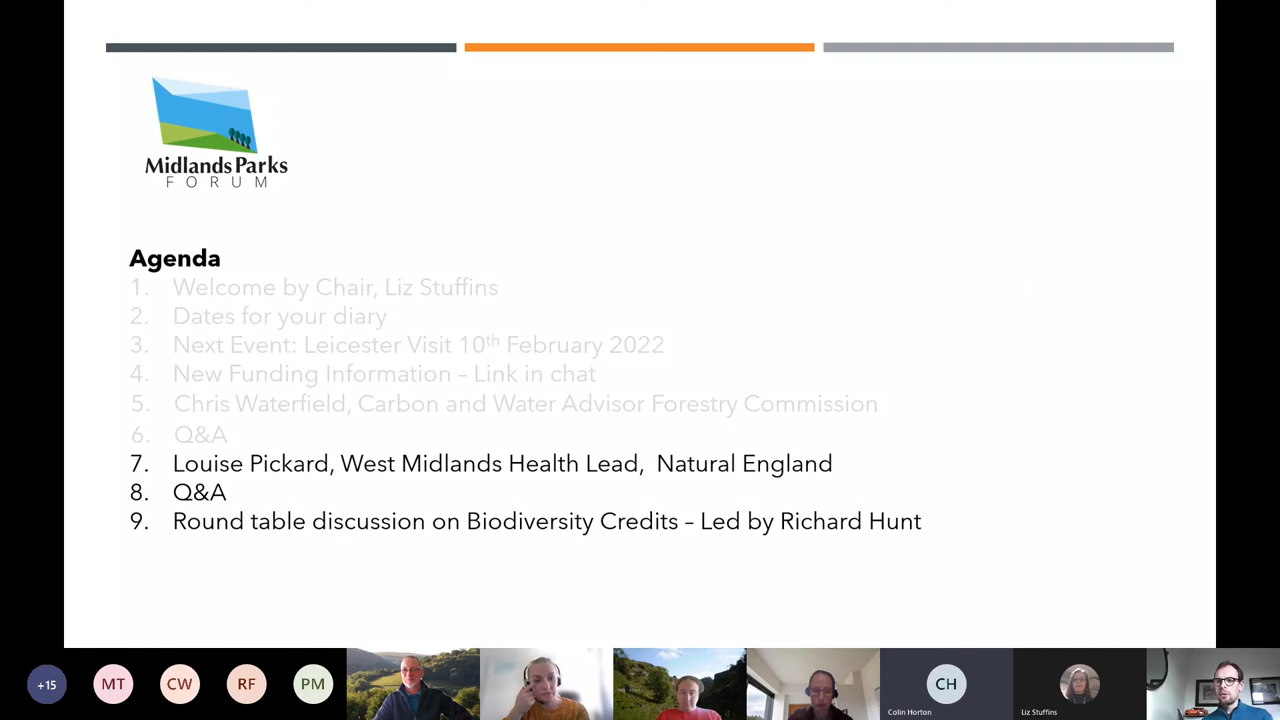 Midlands Parks
FORUM
Agenda
1. Welcome by Chair, Liz Stuffins
2. Dates for your diary
3. Next Event: Leicester Visit 10th February 2022
4. New Funding Information – Link in chat
5. Chris Waterfield, Carbon and Water Advisor Forestry Commission
6. Q&A
7. Louise Pickard, West Midlands Health Lead, Natural England
8. Q&A
9. Round table discussion on Biodiversity Credits – Led by Richard Hunt
+15 MT CW RF PM CH
Colin Horton Liz Stuffins